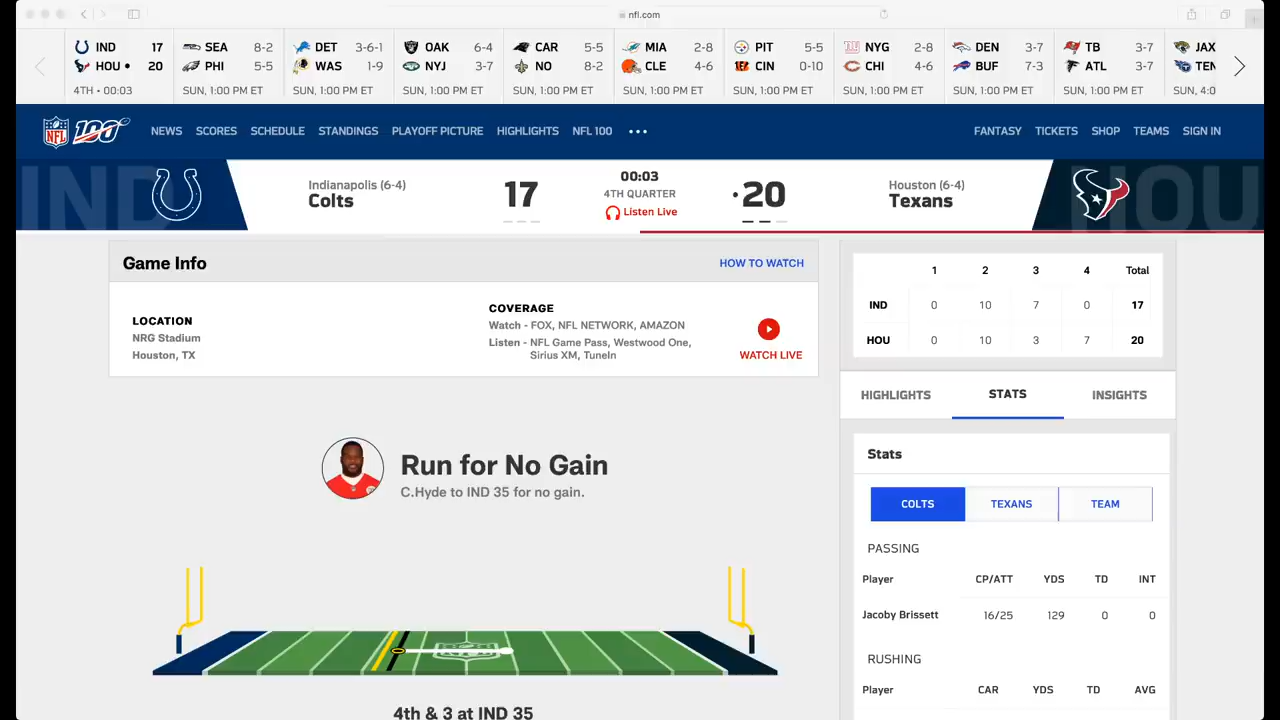 nfl.com
IND 17
HOU • 20
4TH • 00:03
SEA 8-2
PHI 5-5
SUN, 1:00 PM ET
DET 3-6-1
WAS 1-9
SUN, 1:00 PM ET
OAK 6-4
NYJ 3-7
SUN, 1:00 PM ET
CAR 5-5
NO 8-2
SUN, 1:00 PM ET
MIA 2-8
CLE 4-6
SUN, 1:00 PM ET
PIT 5-5
CIN 0-10
SUN, 1:00 PM ET
NYG 2-8
CHI 4-6
SUN, 1:00 PM ET
DEN 3-7
BUF 7-3
SUN, 1:00 PM ET
TB 3-7
ATL 3-7
SUN, 1:00 PM ET
JAX
TEN
SUN, 4:0
NFL 100 NEWS SCORES SCHEDULE STANDINGS PLAYOFF PICTURE HIGHLIGHTS NFL 100 ••• FANTASY TICKETS SHOP TEAMS SIGN IN
IND
Indianapolis (6-4)
Colts
17
00:03
4TH QUARTER
Listen Live
20
Houston (6-4)
Texans
HOU
Game Info HOW TO WATCH
LOCATION
NRG Stadium
Houston, TX
COVERAGE
Watch - FOX, NFL NETWORK, AMAZON
Listen - NFL Game Pass, Westwood One,
Sirius XM, TuneIn
WATCH LIVE
Run for No Gain
C.Hyde to IND 35 for no gain.
NFL
4th & 3 at IND 35
1 2 3 4 Total
IND 0 10 7 0 17
HOU 0 10 3 7 20
HIGHLIGHTS STATS INSIGHTS
Stats
COLTS TEXANS TEAM
PASSING
Player CP/ATT YDS TD INT
Jacoby Brissett 16/25 129 0 0
RUSHING
Player CAR YDS TD AVG